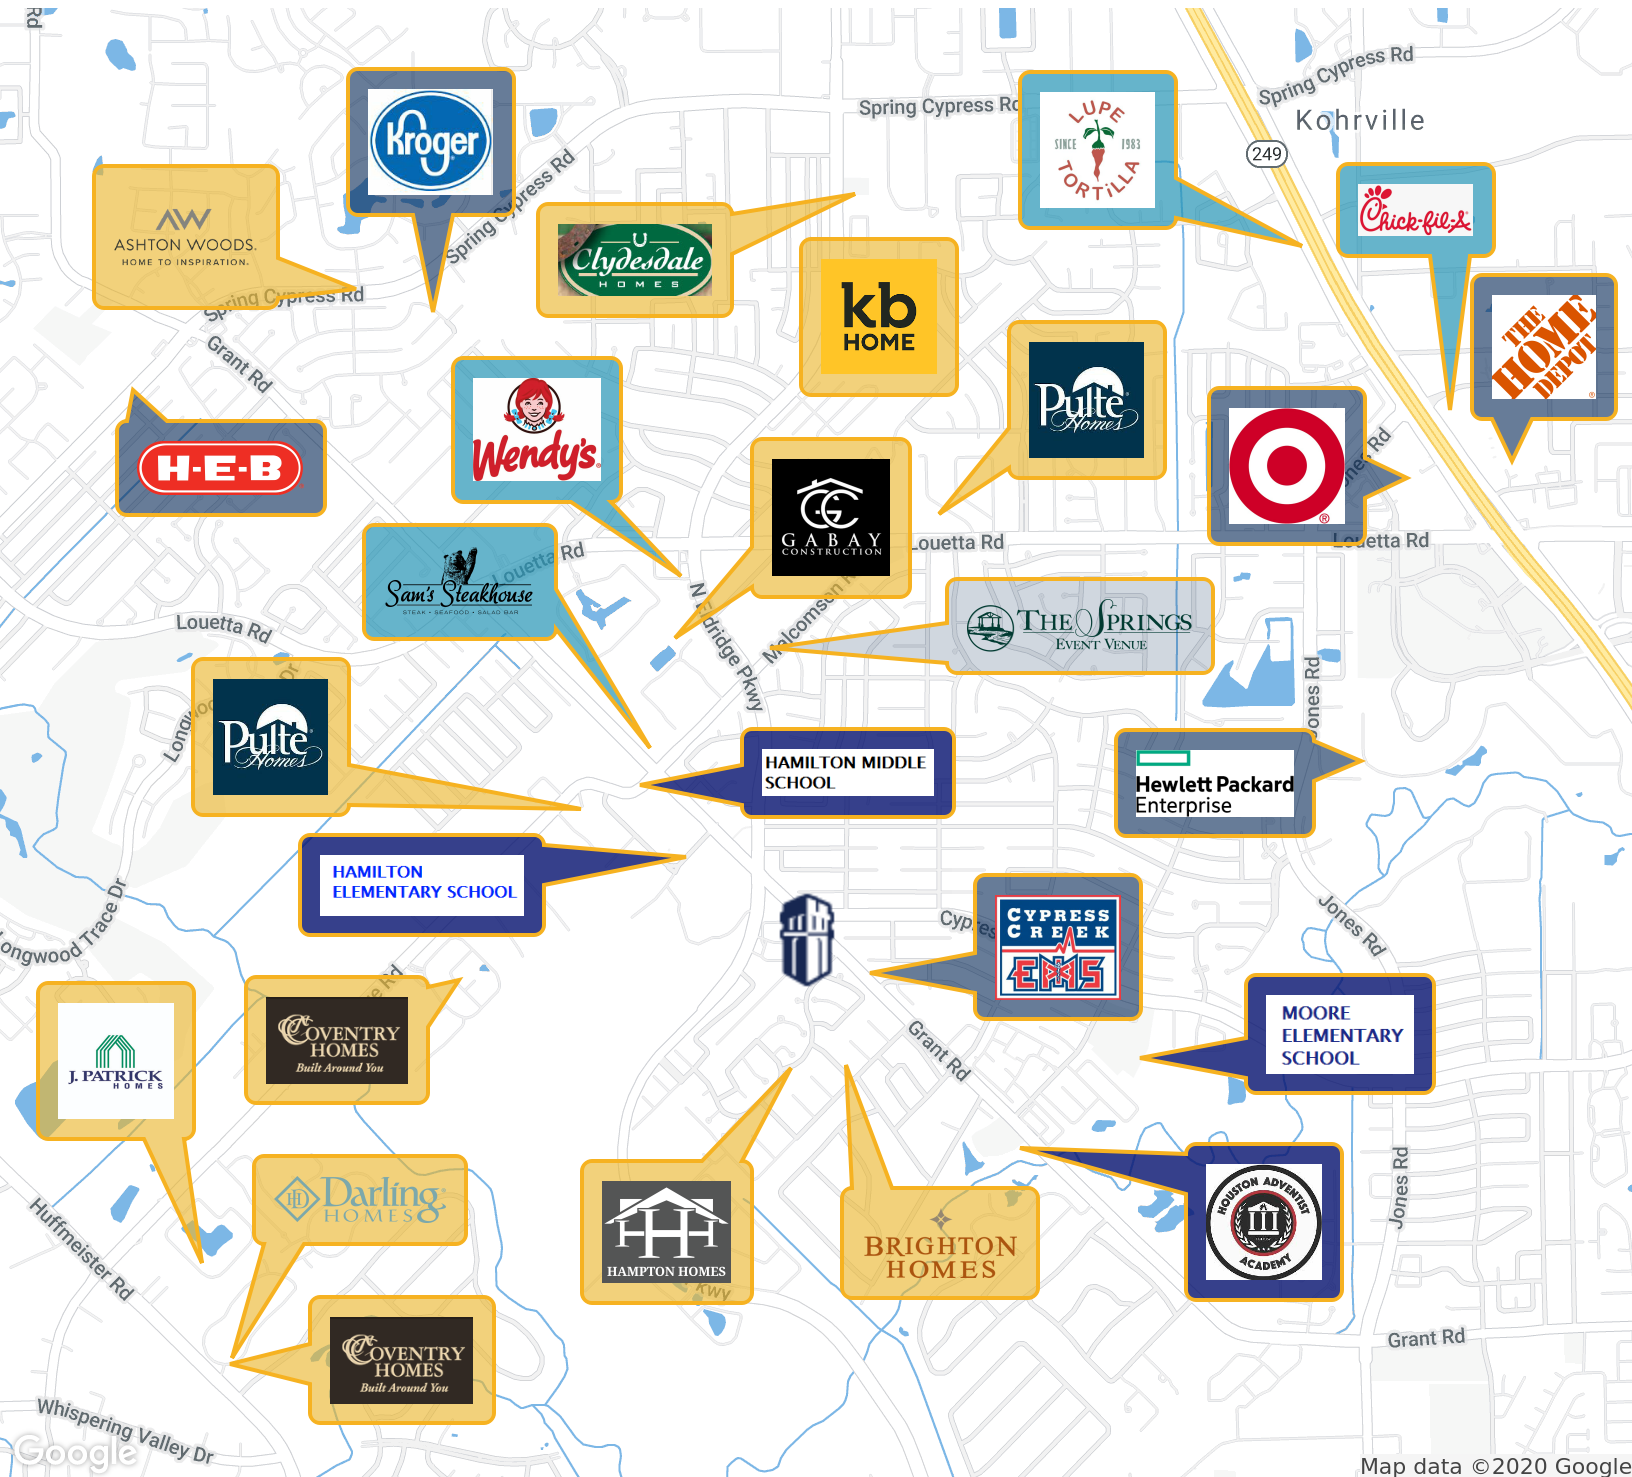 Rd
Spring Cypress Rd
Spring Cypress Rd
Kohrville
249
Kroger
LUPE
SINCE 1983
TORTILLA
Chick-fil-A
ASHTON WOODS.
HOME TO INSPIRATION.
Spring Cypress Rd
Clydesdale
HOMES
kb
HOME
Spring Cypress Rd
THE
HOME
DEPOT
Grant Rd
Pulte
Homes
Wendy's
H-E-B
Jones Rd
GABAY
CONSTRUCTION
Louetta Rd
Louetta Rd
Louetta Rd
Sam's Steakhouse
STEAK • SEAFOOD • SALAD BAR
N Eldridge Pkwy
Malcomson R
THE SPRINGS
EVENT VENUE
Louetta Rd
Jones Rd
Pulte
Homes
HAMILTON MIDDLE
SCHOOL
Hewlett Packard
Enterprise
HAMILTON
ELEMENTARY SCHOOL
Longwood Trace Dr
Cypres
CYPRESS
CREEK
EMS
Jones Rd
COVENTRY
HOMES
Built Around You
J. PATRICK
HOMES
Grant Rd
MOORE
ELEMENTARY
SCHOOL
Darling
HOMES
Huffmeister Rd
HAMPTON HOMES
Pkwy
BRIGHTON
HOMES
HOUSTON ADVENTIST
ACADEMY
Jones Rd
COVENTRY
HOMES
Built Around You
Grant Rd
Whispering Valley Dr
Google
Map data ©2020 Google